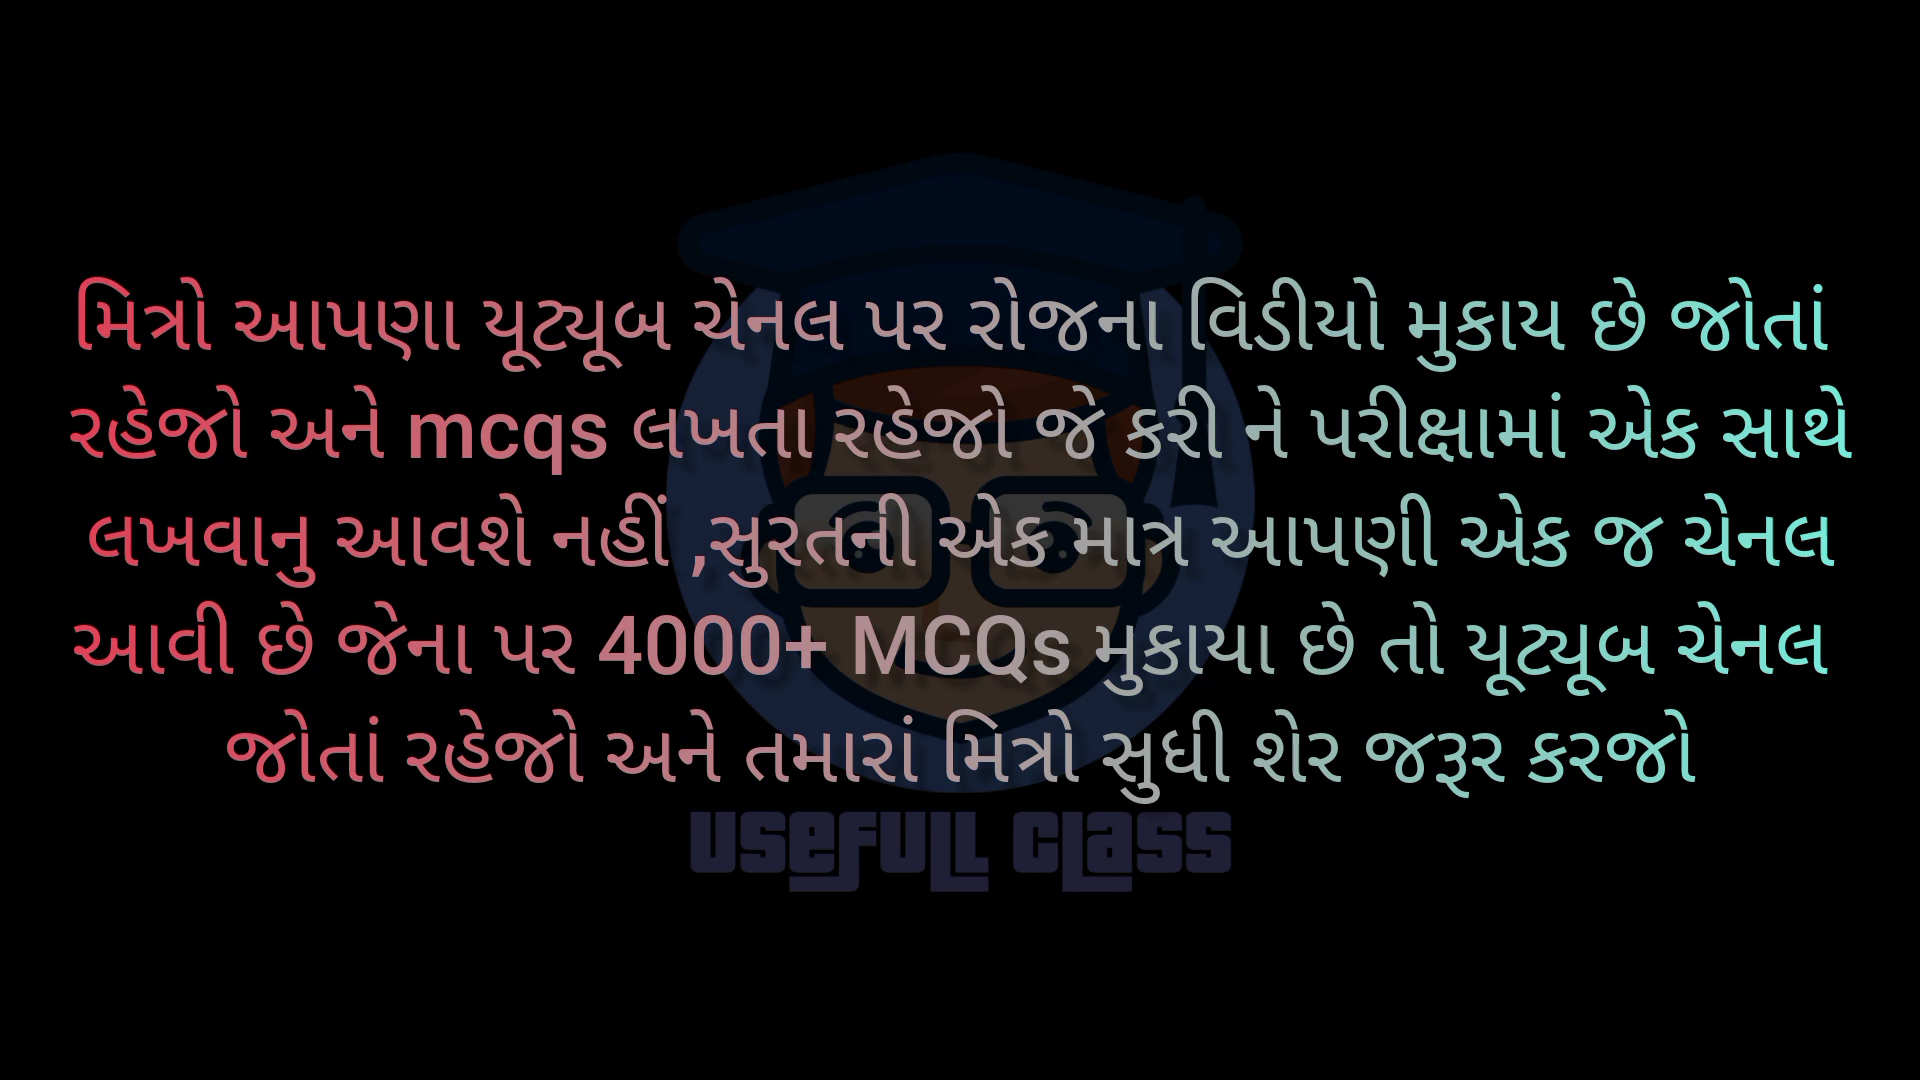 મિત્રો આપણા યૂટ્યૂબ ચેનલ પર રોજના વિડીયો મુકાય છે જોતાં
રહેજો અને mcqs લખતા રહેજો જે કરી ને પરીક્ષામાં એક સાથે
લખવાનુ આવશે નહીં ,સુરતની એક માત્ર આપણી એક જ ચેનલ
આવી છે જેના પર 4000+ MCQs મુકાયા છે તો યૂટ્યૂબ ચેનલ
જોતાં રહેજો અને તમારાં મિત્રો સુધી શેર જરૂર કરજો
USEFULL CLASS